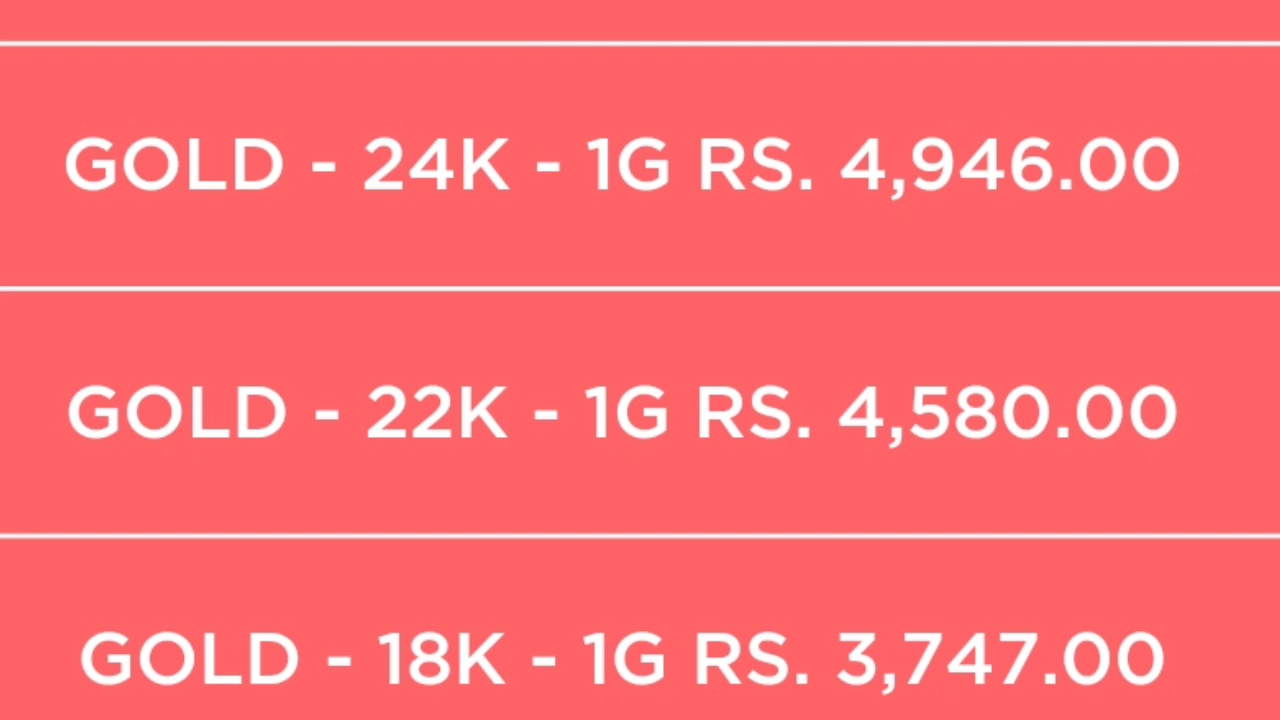 GOLD - 24K - 1G RS. 4,946.00
GOLD - 22K - 1G RS. 4,580.00
GOLD - 18K - 1G RS. 3,747.00